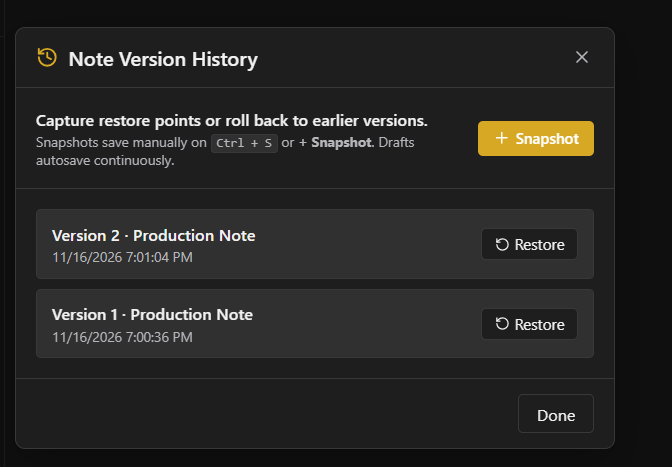 Note Version History
Capture restore points or roll back to earlier versions.
Snapshots save manually on Ctrl + S or + Snapshot. Drafts
autosave continuously.
+ Snapshot
Version 2 · Production Note
11/16/2026 7:01:04 PM
Restore
Version 1 · Production Note
11/16/2026 7:00:36 PM
Restore
Done